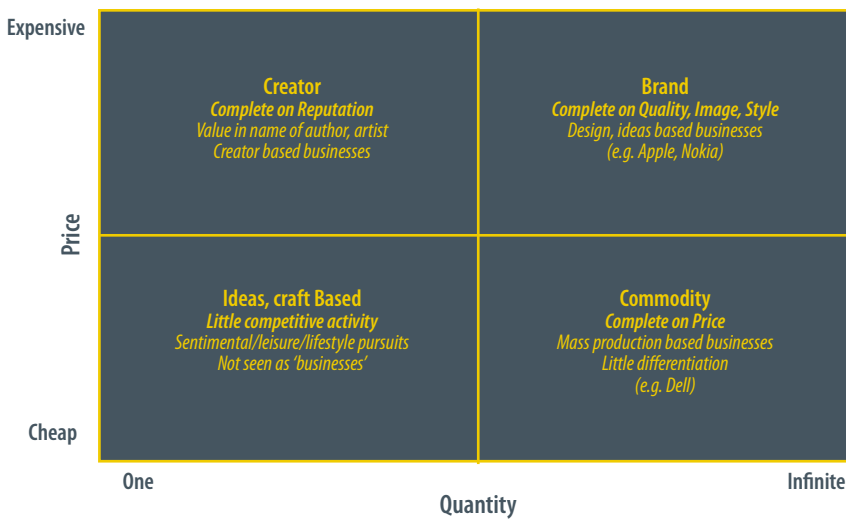 Expensive
Creator
Complete on Reputation
Value in name of author, artist
Creator based businesses
Brand
Complete on Quality, Image, Style
Design, ideas based businesses
(e.g. Apple, Nokia)
Price
Ideas, craft Based
Little competitive activity
Sentimental/leisure/lifestyle pursuits
Not seen as ‘businesses’
Commodity
Complete on Price
Mass production based businesses
Little differentiation
(e.g. Dell)
Cheap
One
Infinite
Quantity